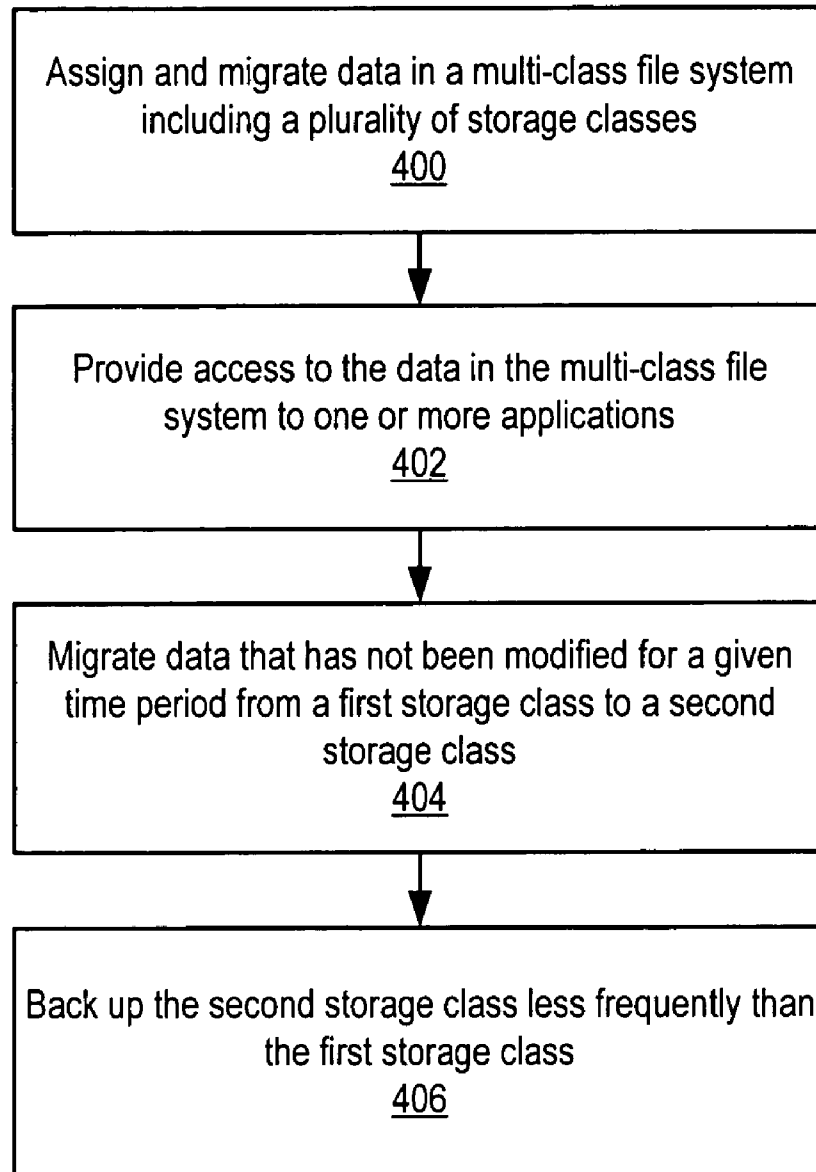 Assign and migrate data in a multi-class file system
including a plurality of storage classes
400
Provide access to the data in the multi-class file
system to one or more applications
402
Migrate data that has not been modified for a given
time period from a first storage class to a second
storage class
404
Back up the second storage class less frequently than
the first storage class
406